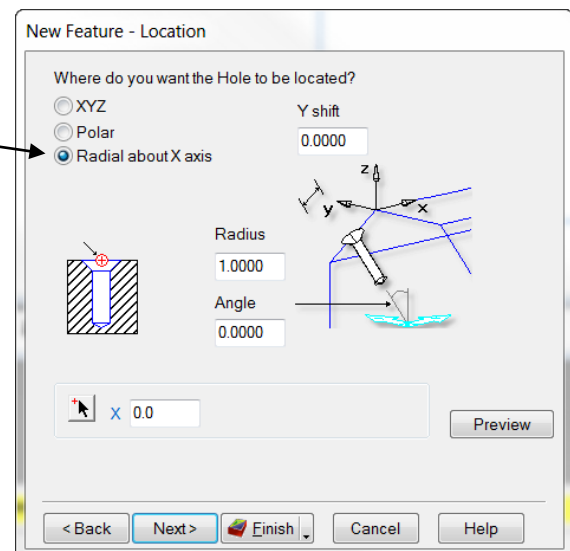 New Feature - Location
Where do you want the Hole to be located?
XYZ
Y shift
Polar
0.0000
Radial about X axis
z
y
x
Radius
1.0000
Angle
0.0000
X 0.0
Preview
< Back
Next >
Finish
Cancel
Help